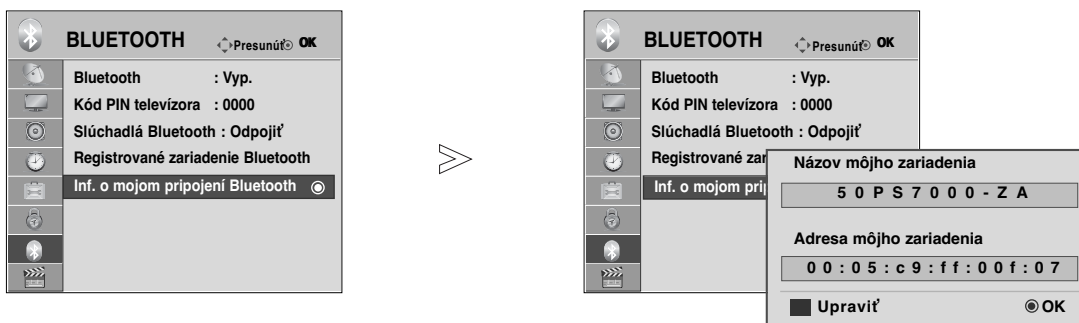 BLUETOOTH Presunúť OK
Bluetooth : Vyp.
Kód PIN televízora : 0000
Slúchadlá Bluetooth : Odpojiť
Registrované zariadenie Bluetooth
Inf. o mojom pripojení Bluetooth
BLUETOOTH Presunúť OK
Bluetooth : Vyp.
Kód PIN televízora : 0000
Slúchadlá Bluetooth : Odpojiť
Registrované zar
Inf. o mojom prip
Názov môjho zariadenia
50PS7000-ZA
Adresa môjho zariadenia
00:05:c9:ff:00f:07
Upraviť OK